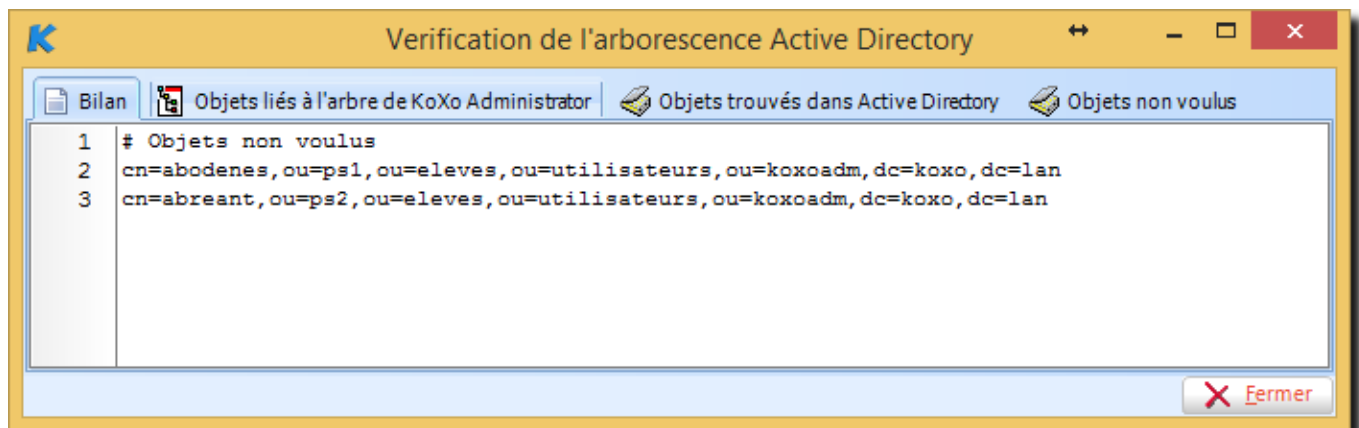 Verification de l'arborescence Active Directory
Bilan Objets liés à l'arbre de KoXo Administrator Objets trouvés dans Active Directory Objets non voulus
1 # Objets non voulus
2 cn=abodenes,ou=ps1,ou=eleves,ou=utilisateurs,ou=koxoadm,dc=koxo,dc=lan
3 cn=abreant,ou=ps2,ou=eleves,ou=utilisateurs,ou=koxoadm,dc=koxo,dc=lan
Fermer